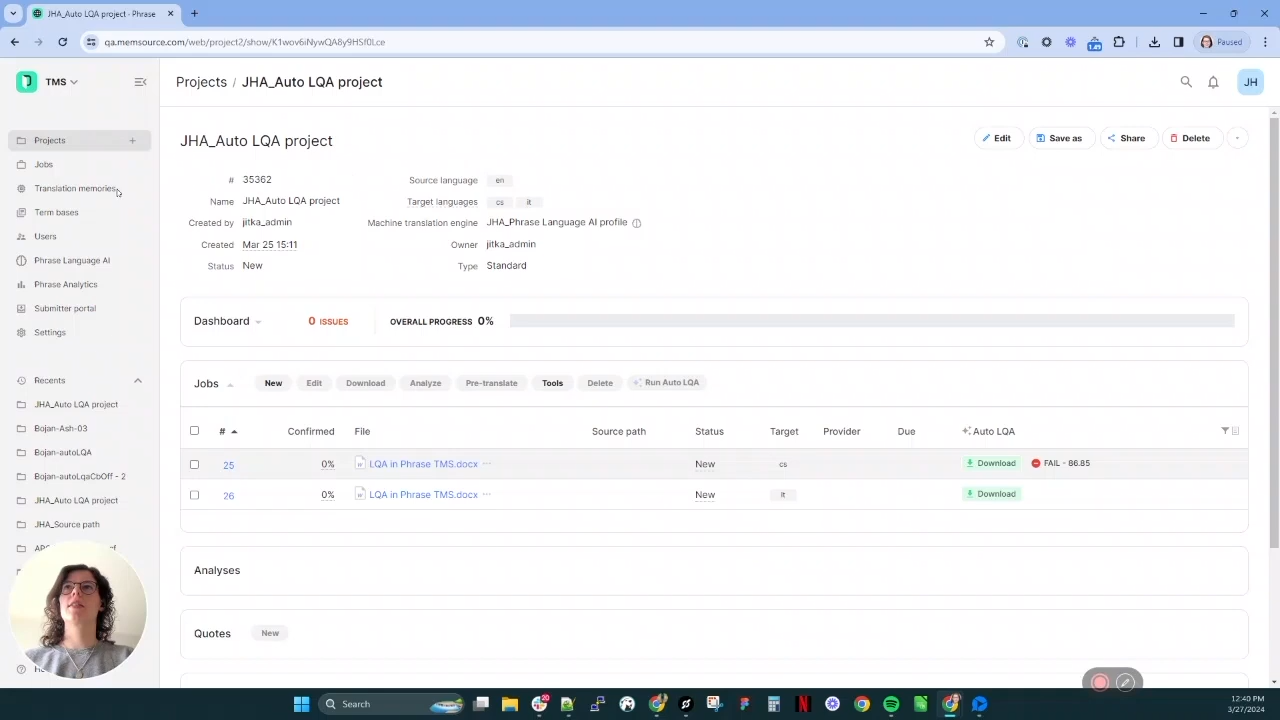 JHA_Auto LQA project - Phrase
qa.memsource.com/web/project2/show/K1wov6iNywQA8y9HSf0Lce
Paused
TMS
Projects / JHA_Auto LQA project
JH
Projects
Jobs
Translation memories
Term bases
Users
Phrase Language AI
Phrase Analytics
Submitter portal
Settings
Recents
JHA_Auto LQA project
Bojan-Ash-03
Bojan-autoLQA
Bojan-autoLqaCbOff - 2
JHA_Auto LQA project
JHA_Source path
JHA_Auto LQA project
Edit Save as Share Delete
# 35362
Name JHA_Auto LQA project
Created by jitka_admin
Created Mar 25 15:11
Status New
Source language en
Target languages cs it
Machine translation engine JHA_Phrase Language AI profile
Owner jitka_admin
Type Standard
Dashboard 0 ISSUES OVERALL PROGRESS 0%
Jobs New Edit Download Analyze Pre-translate Tools Delete Run Auto LQA
# Confirmed File Source path Status Target Provider Due Auto LQA
25 0% LQA in Phrase TMS.docx New cs Download FAIL - 86.85
26 0% LQA in Phrase TMS.docx New it Download
Analyses
Quotes New
Search
20
12:40 PM
3/27/2024